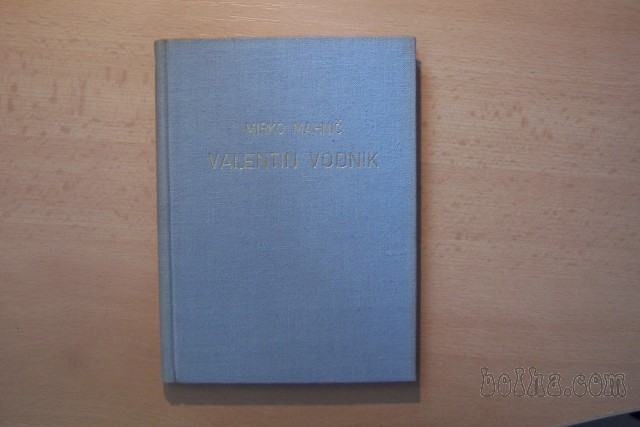 MIRKO MAHNIČ
VALENTIN VODNIK
bolha.com